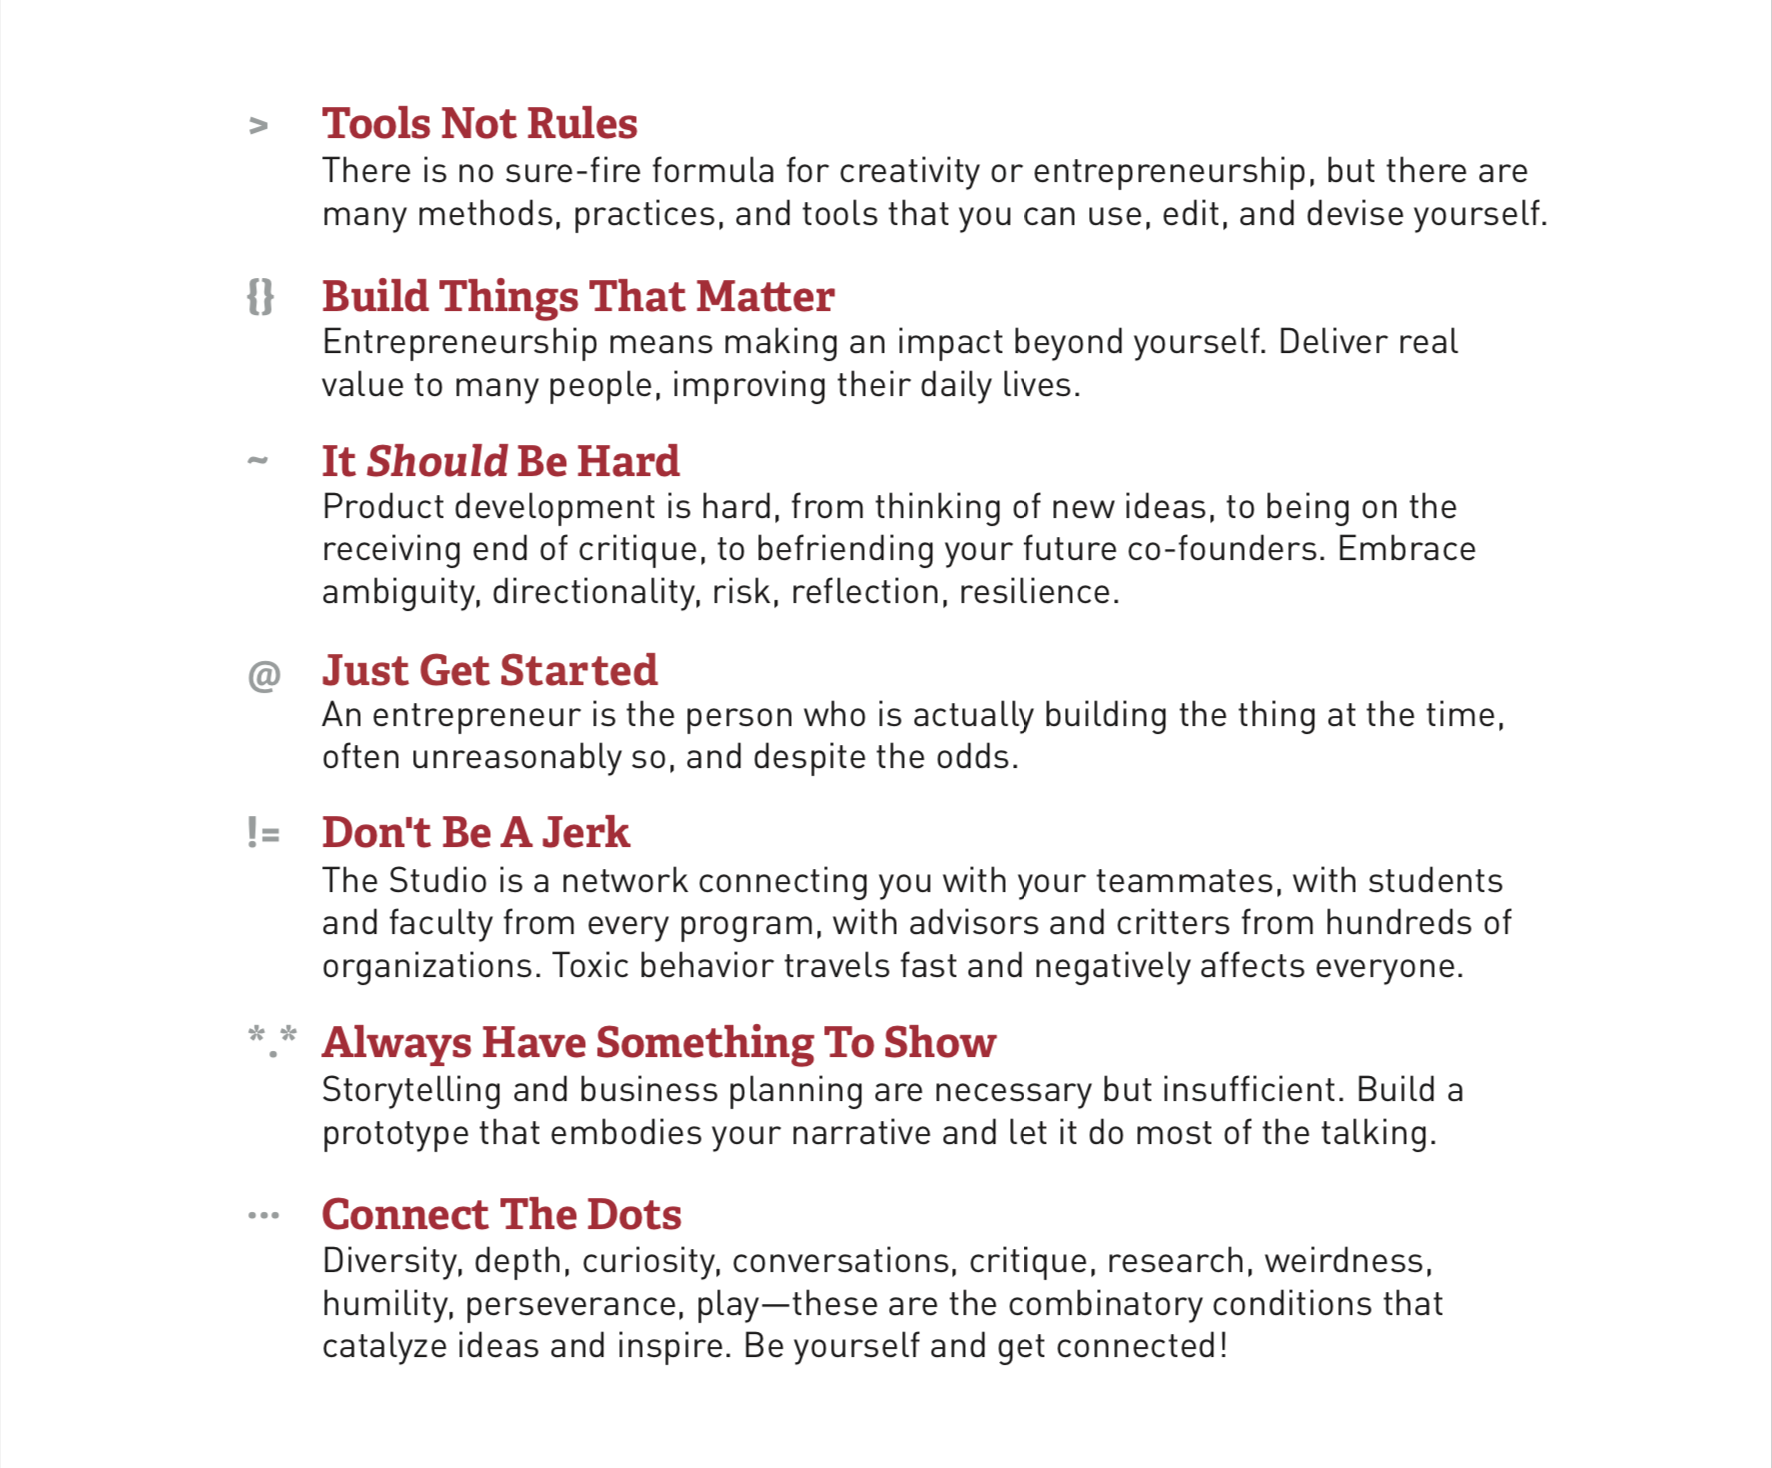 > Tools Not Rules
There is no sure-fire formula for creativity or entrepreneurship, but there are
many methods, practices, and tools that you can use, edit, and devise yourself.
{} Build Things That Matter
Entrepreneurship means making an impact beyond yourself. Deliver real
value to many people, improving their daily lives.
~ It Should Be Hard
Product development is hard, from thinking of new ideas, to being on the
receiving end of critique, to befriending your future co-founders. Embrace
ambiguity, directionality, risk, reflection, resilience.
@ Just Get Started
An entrepreneur is the person who is actually building the thing at the time,
often unreasonably so, and despite the odds.
!= Don't Be A Jerk
The Studio is a network connecting you with your teammates, with students
and faculty from every program, with advisors and critters from hundreds of
organizations. Toxic behavior travels fast and negatively affects everyone.
*.* Always Have Something To Show
Storytelling and business planning are necessary but insufficient. Build a
prototype that embodies your narrative and let it do most of the talking.
··· Connect The Dots
Diversity, depth, curiosity, conversations, critique, research, weirdness,
humility, perseverance, play—these are the combinatory conditions that
catalyze ideas and inspire. Be yourself and get connected!